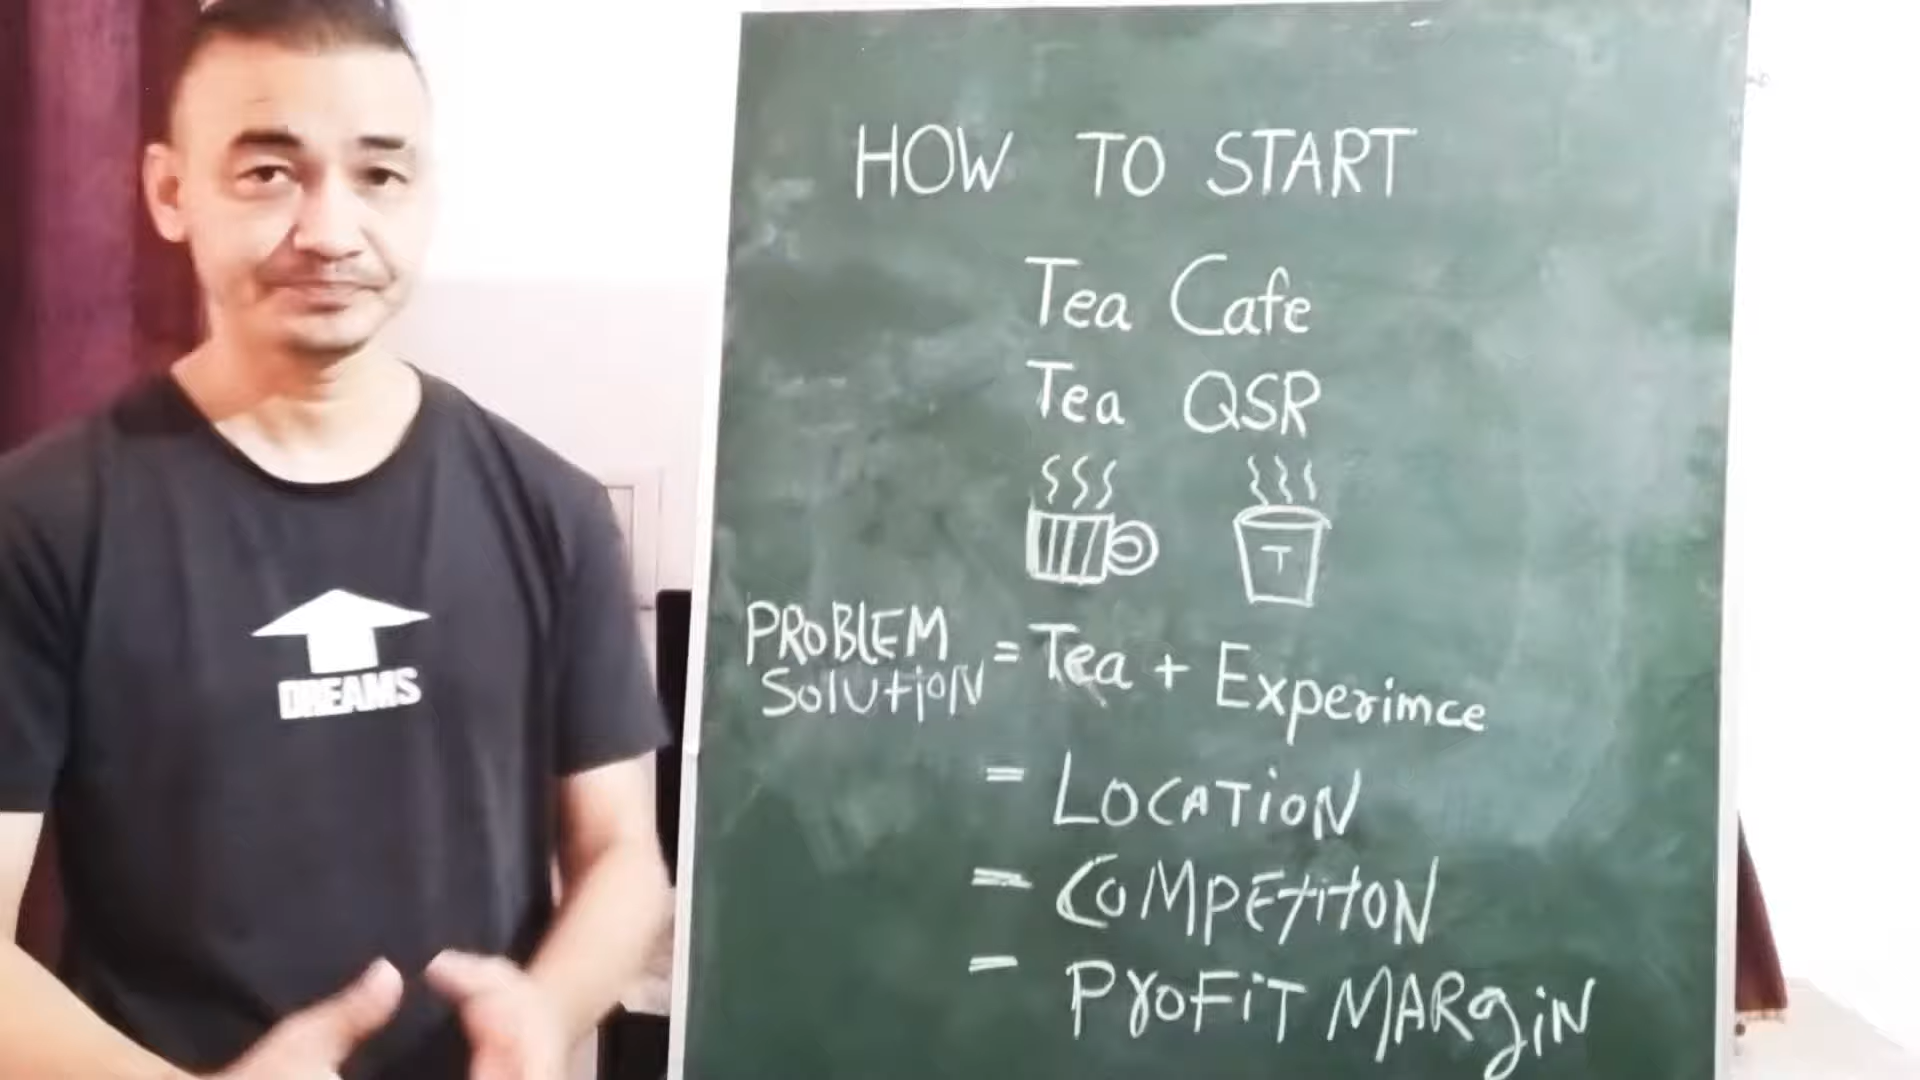 HOW TO START
Tea Cafe
Tea QSR
T
PROBLEM
SOLUTION = Tea + Experimce
= LOCATION
= COMPETITON
= PROFIT MARGIN
DREAMS